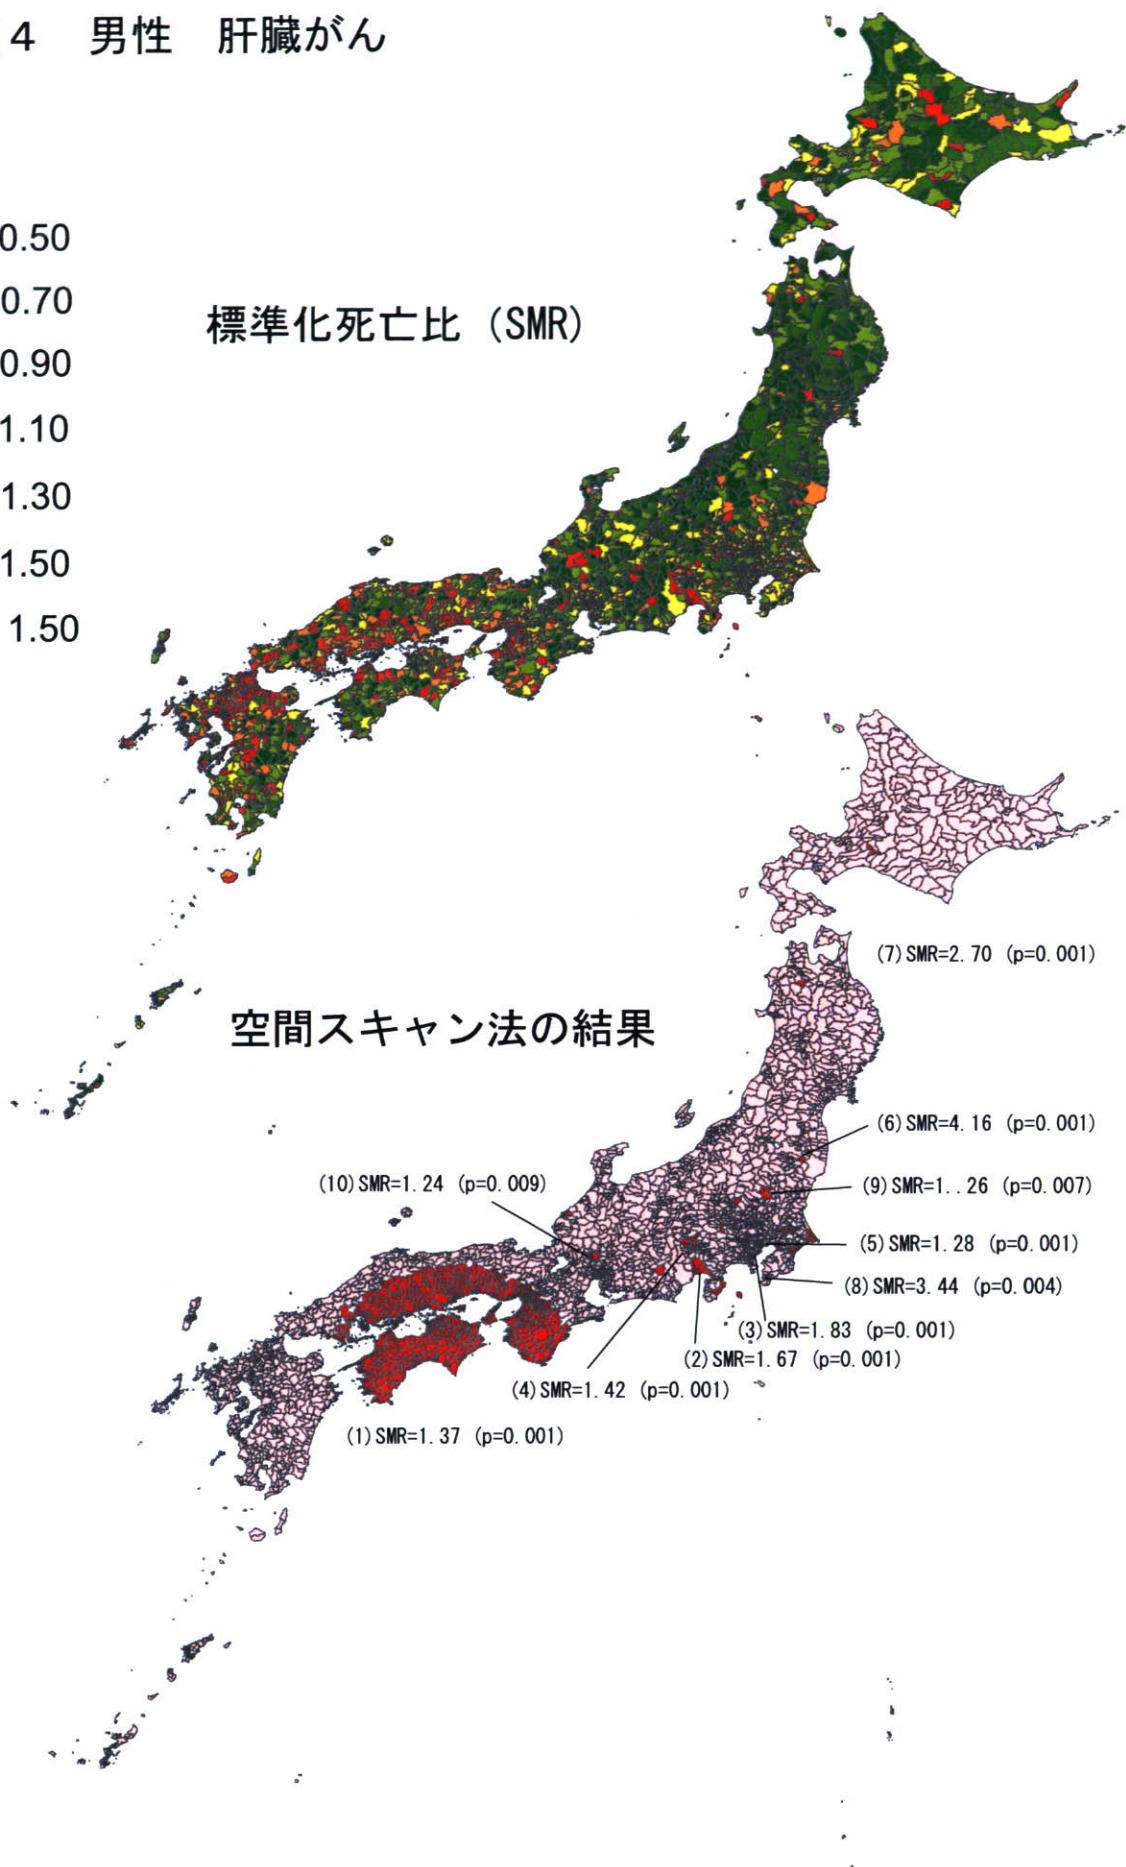 4 男性 肝臓がん
0.50
0.70
標準化死亡比（SMR）
0.90
1.10
1.30
1.50
1.50
(7)SMR=2.70 (p=0.001)
空間スキャン法の結果
(6)SMR=4.16 (p=0.001)
(10)SMR=1.24 (p=0.009)
(9)SMR=1..26 (p=0.007)
(5)SMR=1.28 (p=0.001)
(8)SMR=3.44 (p=0.004)
(3)SMR=1.83 (p=0.001)
(2)SMR=1.67 (p=0.001)
(4)SMR=1.42 (p=0.001)
(1)SMR=1.37 (p=0.001)